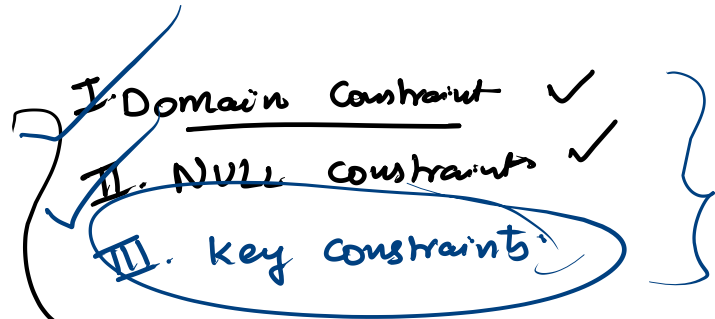 I. Domain Constraint
II. NULL constraints
III. Key constraints